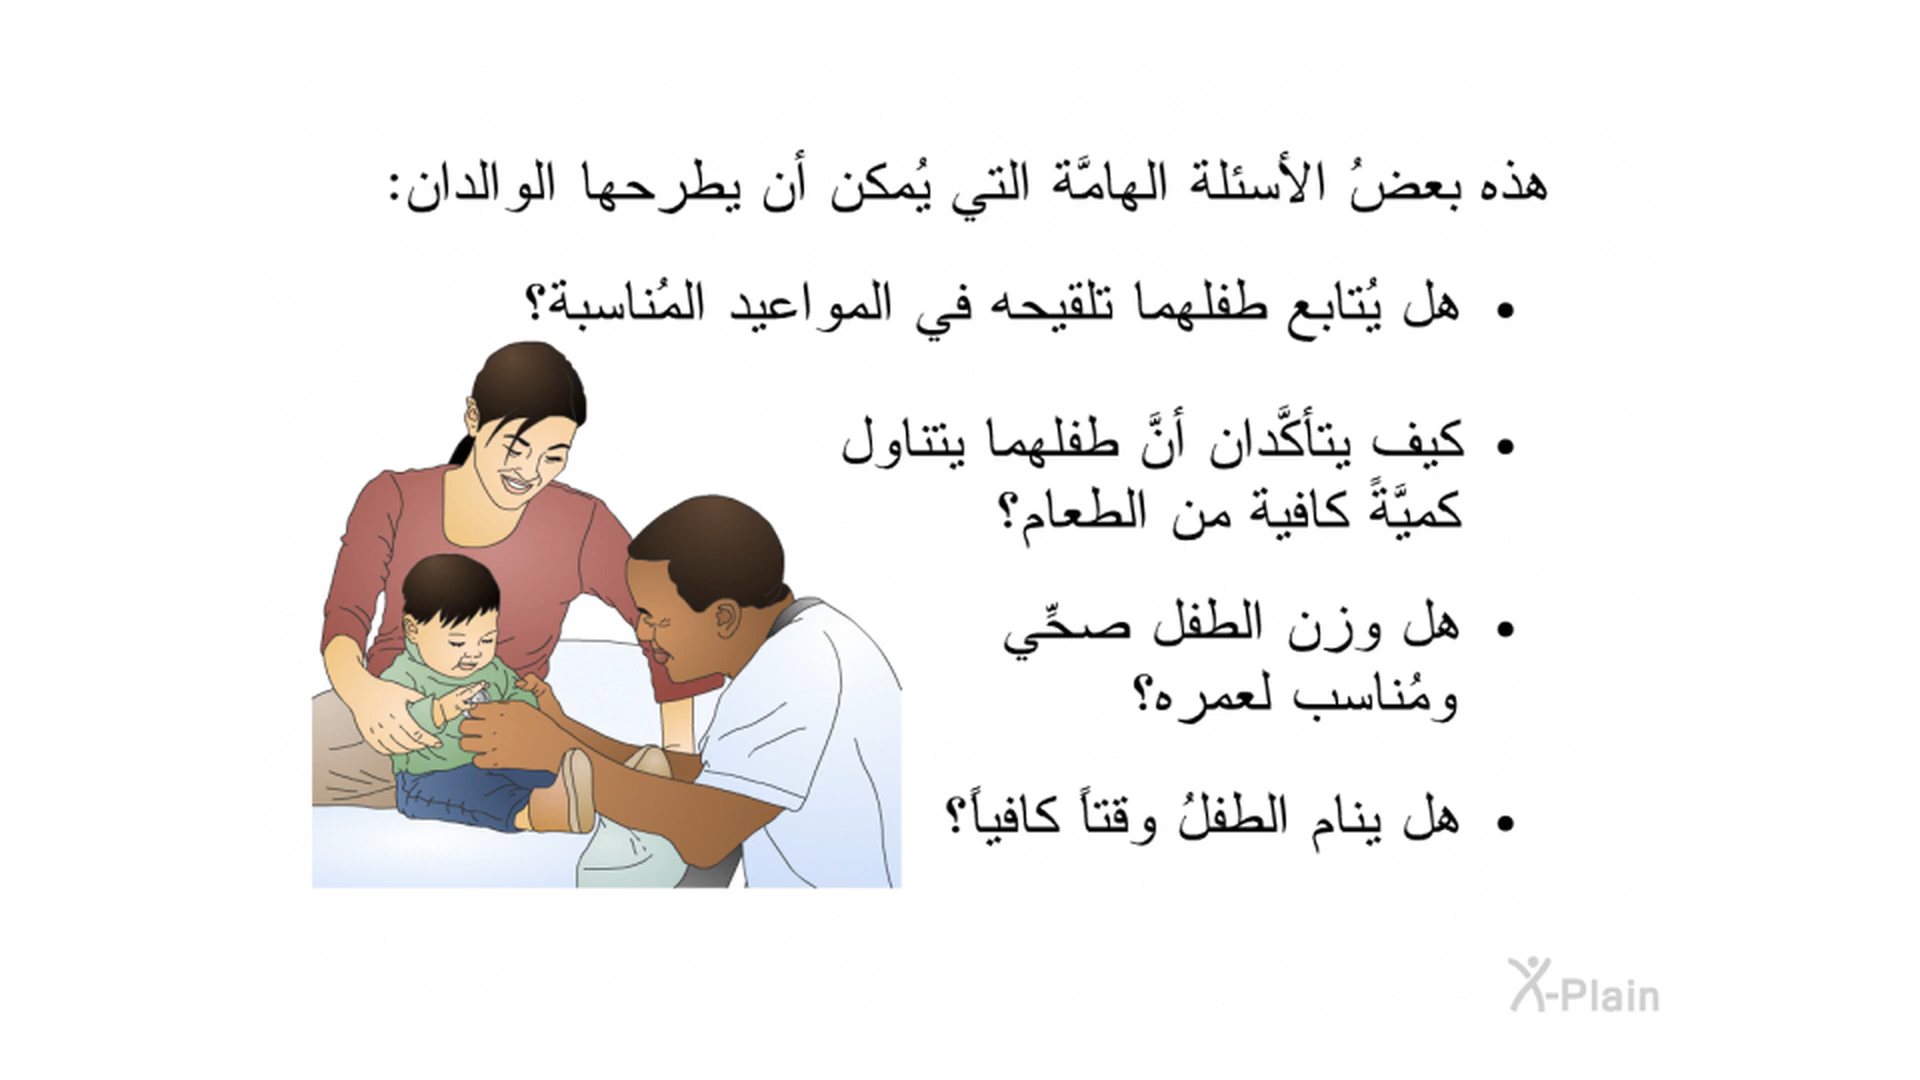 هذه بعضُ الأسئلة الهامَّة التي يُمكن أن يطرحها الوالدان:
• هل يُتابع طفلهما تلقيحه في المواعيد المُناسبة؟
• كيف يتأكَّدان أنَّ طفلهما يتناول
كميَّةً كافية من الطعام؟
• هل وزن الطفل صحِّي
ومُناسب لعمره؟
• هل ينام الطفلُ وقتاً كافياً؟
X-Plain